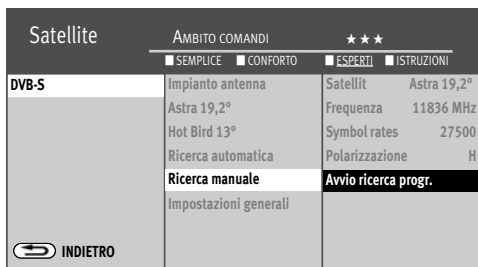 Satellite
AMBITO COMANDI ★★★
SEMPLICE CONFORTO ESPERTI ISTRUZIONI
DVB-S
Impianto antenna
Astra 19,2°
Hot Bird 13°
Ricerca automatica
Ricerca manuale
Impostazioni generali
Satellit Astra 19,2°
Frequenza 11836 MHz
Symbol rates 27500
Polarizzazione H
Avvio ricerca progr.
INDIETRO